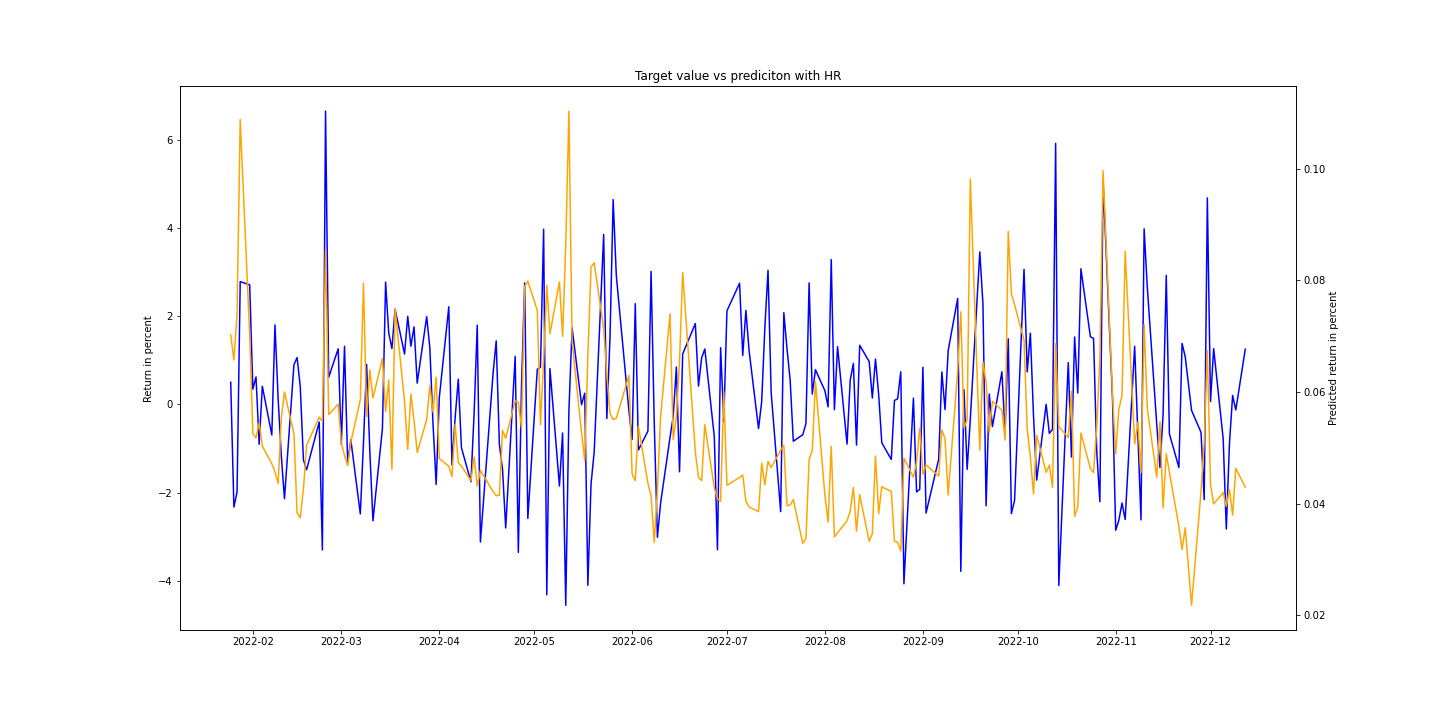 Target value vs prediciton with HR
Return in percent
6
4
2
0
−2
−4
0.10
0.08
0.06
0.04
0.02
Predicted return in percent
2022-02 2022-03 2022-04 2022-05 2022-06 2022-07 2022-08 2022-09 2022-10 2022-11 2022-12